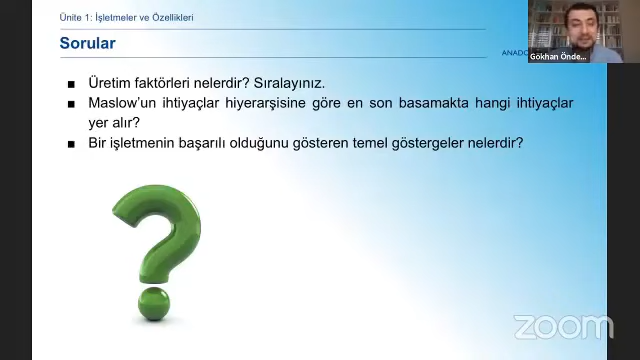 Ünite 1: İşletmeler ve Özellikleri
Sorular
ANADO
Gökhan Önde...
■ Üretim faktörleri nelerdir? Sıralayınız.
■ Maslow'un ihtiyaçlar hiyerarşisine göre en son basamakta hangi ihtiyaçlar
yer alır?
■ Bir işletmenin başarılı olduğunu gösteren temel göstergeler nelerdir?
zoom